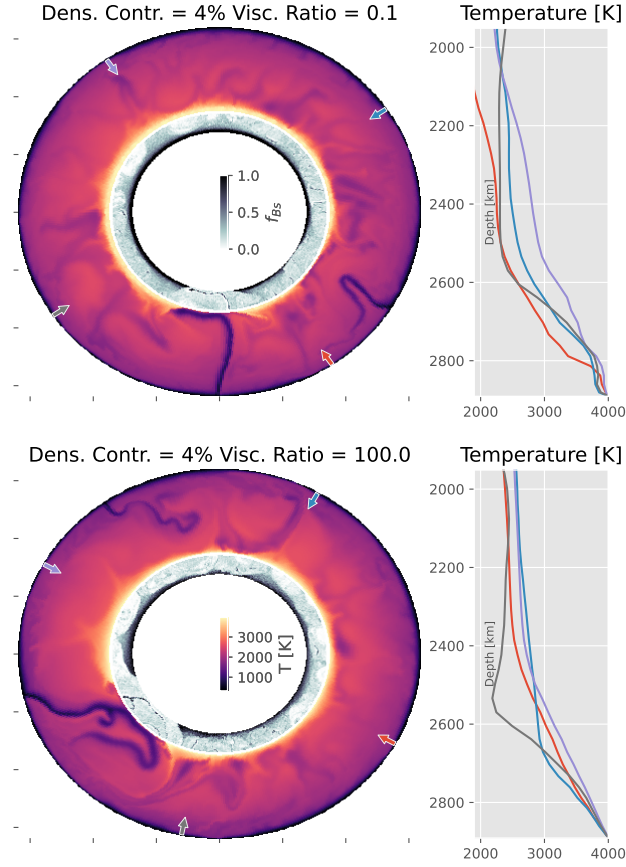 Dens. Contr. = 4% Visc. Ratio = 0.1
Temperature [K]
2000
2200
2400
2600
2800
Depth [km]
2000 3000 4000
1.0
0.5
0.0
f_Bs
Dens. Contr. = 4% Visc. Ratio = 100.0
Temperature [K]
2000
2200
2400
2600
2800
Depth [km]
2000 3000 4000
3000
2000
1000
T [K]